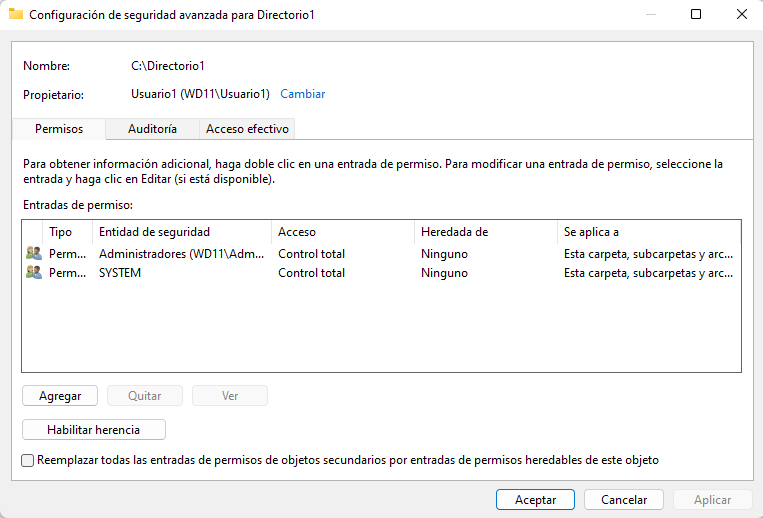 Configuración de seguridad avanzada para Directorio1
Nombre: C:\Directorio1
Propietario: Usuario1 (WD11\Usuario1) Cambiar
Permisos Auditoría Acceso efectivo
Para obtener información adicional, haga doble clic en una entrada de permiso. Para modificar una entrada de permiso, seleccione la
entrada y haga clic en Editar (si está disponible).
Entradas de permiso:
Tipo Entidad de seguridad Acceso Heredada de Se aplica a
Perm... Administradores (WD11\Adm... Control total Ninguno Esta carpeta, subcarpetas y arc...
Perm... SYSTEM Control total Ninguno Esta carpeta, subcarpetas y arc...
Agregar Quitar Ver
Habilitar herencia
Reemplazar todas las entradas de permisos de objetos secundarios por entradas de permisos heredables de este objeto
Aceptar Cancelar Aplicar